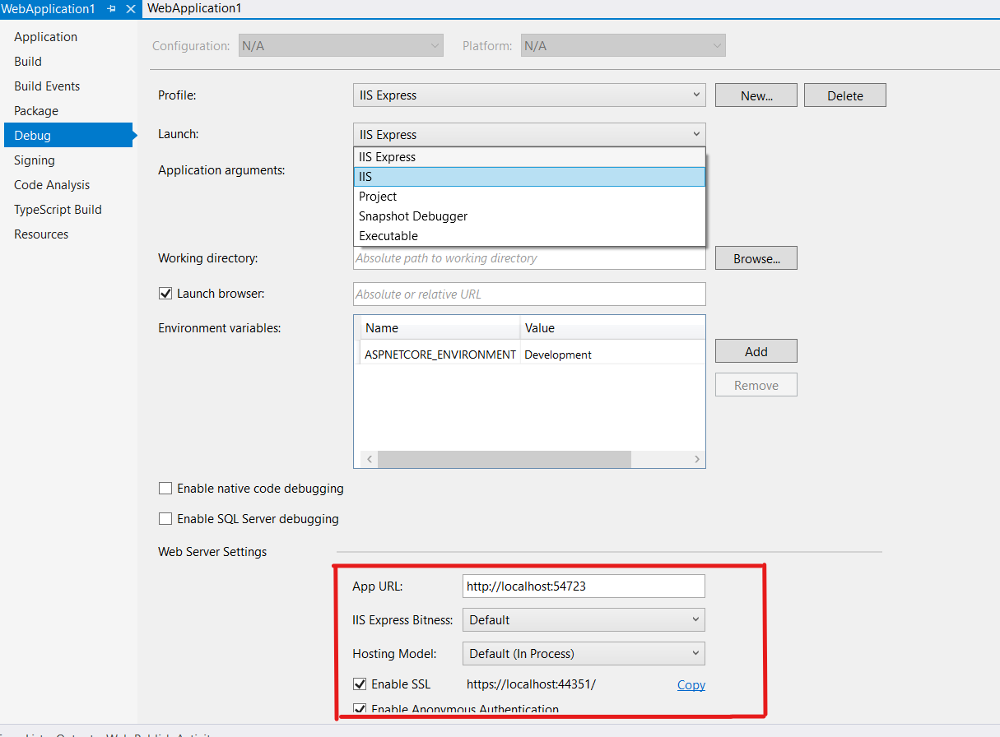 WebApplication1
WebApplication1
Application
Build
Build Events
Package
Debug
Signing
Code Analysis
TypeScript Build
Resources
Configuration: N/A Platform: N/A
Profile: IIS Express New... Delete
Launch: IIS Express
IIS Express
IIS
Project
Snapshot Debugger
Executable
Application arguments:
Working directory: Absolute path to working directory Browse...
Launch browser: Absolute or relative URL
Environment variables:
Name Value
ASPNETCORE_ENVIRONMENT Development
Add
Remove
Enable native code debugging
Enable SQL Server debugging
Web Server Settings
App URL: http://localhost:54723
IIS Express Bitness: Default
Hosting Model: Default (In Process)
Enable SSL https://localhost:44351/ Copy
Enable Anonymous Authentication